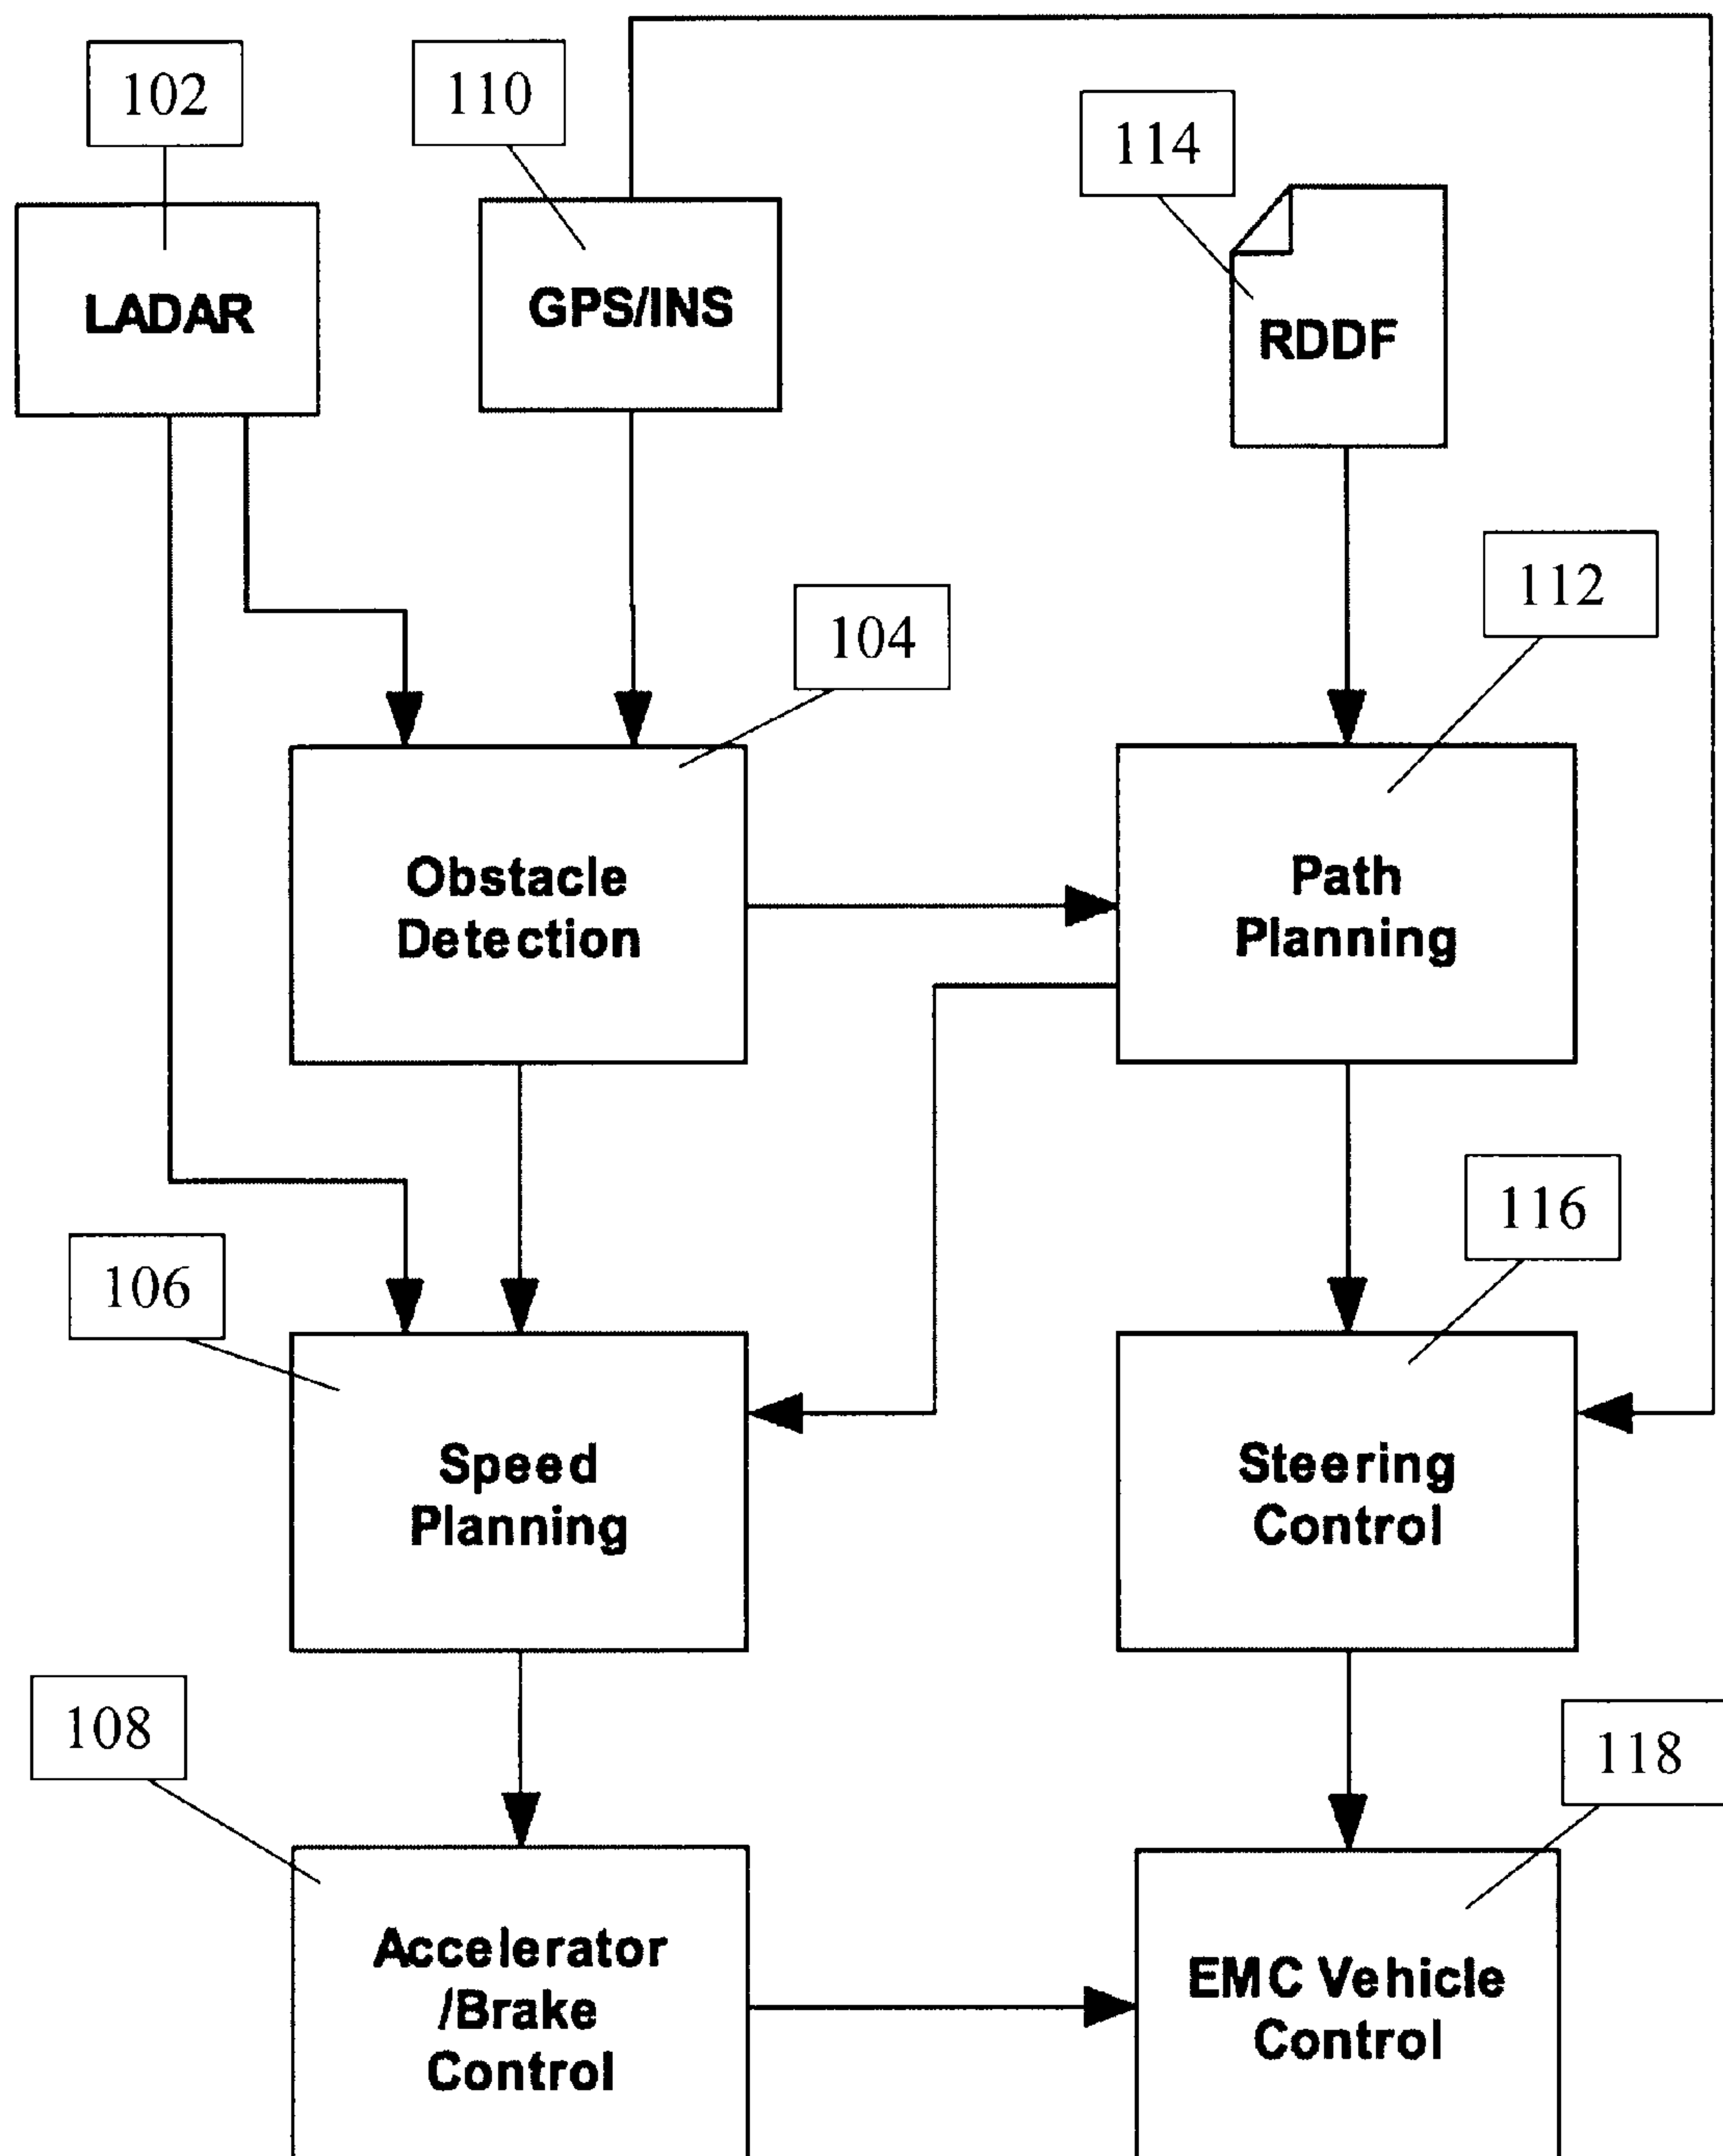 102
110
114
LADAR
GPS/INS
RDDF
112
104
Obstacle
Detection
Path
Planning
116
106
Speed
Planning
Steering
Control
108
118
Accelerator
/Brake
Control
EMC Vehicle
Control